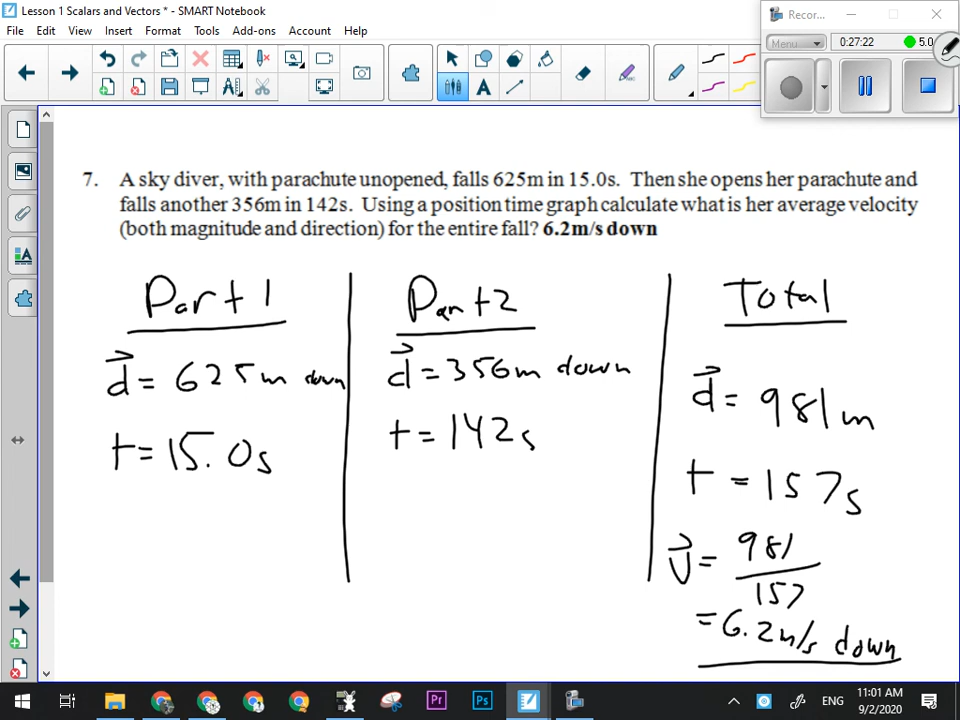 Lesson 1 Scalars and Vectors * - SMART Notebook
File Edit View Insert Format Tools Add-ons Account Help
Recor...
Menu
0:27:22
5.0
7. A sky diver, with parachute unopened, falls 625m in 15.0s. Then she opens her parachute and
falls another 356m in 142s. Using a position time graph calculate what is her average velocity
(both magnitude and direction) for the entire fall? 6.2m/s down
Part 1
d⃗ = 625m down
t = 15.0s
Part 2
d⃗ = 356m down
t = 142s
Total
d⃗ = 981m
t = 157s
v⃗ = 981/157
= 6.2m/s down
ENG
11:01 AM
9/2/2020